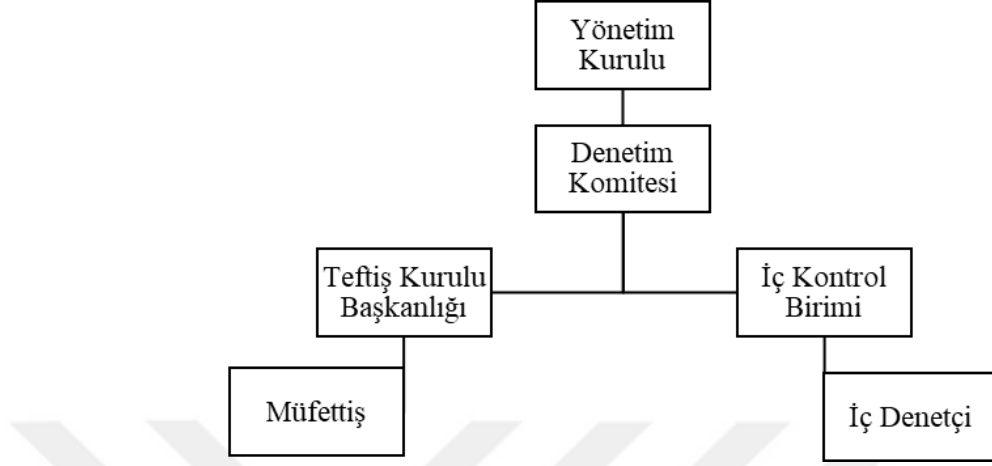 Yönetim
Kurulu
Denetim
Komitesi
Teftiş Kurulu
Başkanlığı
İç Kontrol
Birimi
Müfettiş
İç Denetçi